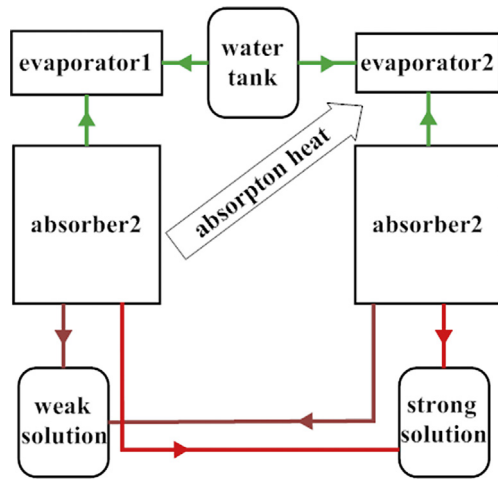 water
tank
evaporator1
evaporator2
absorpton heat
absorber2
absorber2
weak
solution
strong
solution